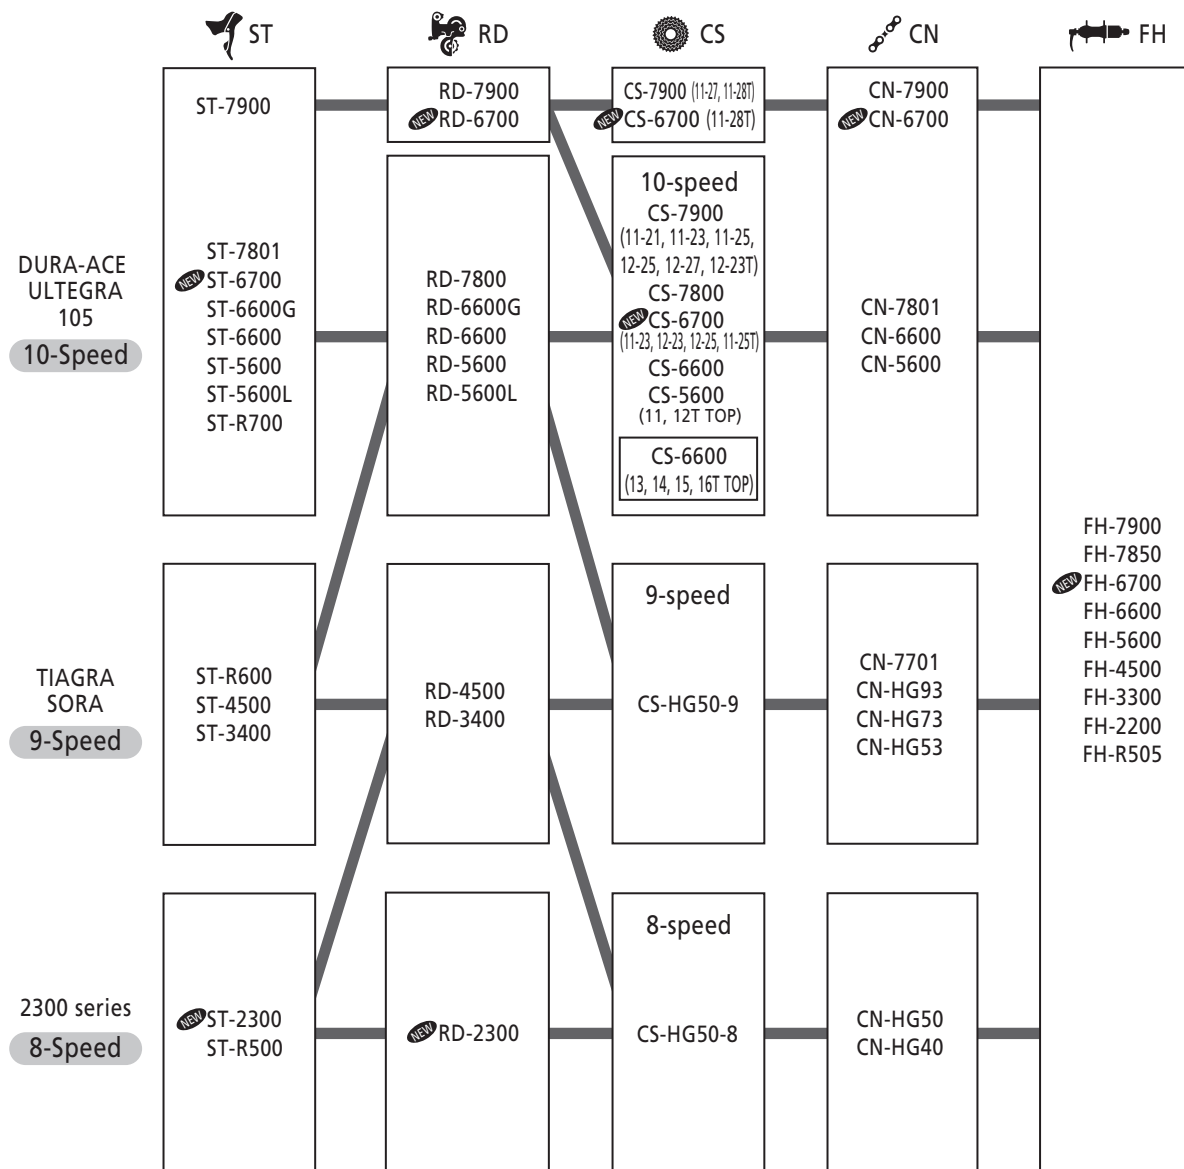 ST
RD
CS
CN
FH
DURA-ACE
ULTEGRA
105
10-Speed
ST-7900
ST-7801
NEW ST-6700
ST-6600G
ST-6600
ST-5600
ST-5600L
ST-R700
RD-7900
NEW RD-6700
RD-7800
RD-6600G
RD-6600
RD-5600
RD-5600L
CS-7900 (11-27, 11-28T)
NEW CS-6700 (11-28T)
10-speed
CS-7900
(11-21, 11-23, 11-25,
12-25, 12-27, 12-23T)
CS-7800
NEW CS-6700
(11-23, 12-23, 12-25, 11-25T)
CS-6600
CS-5600
(11, 12T TOP)
CS-6600
(13, 14, 15, 16T TOP)
CN-7900
NEW CN-6700
CN-7801
CN-6600
CN-5600
TIAGRA
SORA
9-Speed
ST-R600
ST-4500
ST-3400
RD-4500
RD-3400
9-speed
CS-HG50-9
CN-7701
CN-HG93
CN-HG73
CN-HG53
2300 series
8-Speed
NEW ST-2300
ST-R500
NEW RD-2300
8-speed
CS-HG50-8
CN-HG50
CN-HG40
FH-7900
FH-7850
NEW FH-6700
FH-6600
FH-5600
FH-4500
FH-3300
FH-2200
FH-R505